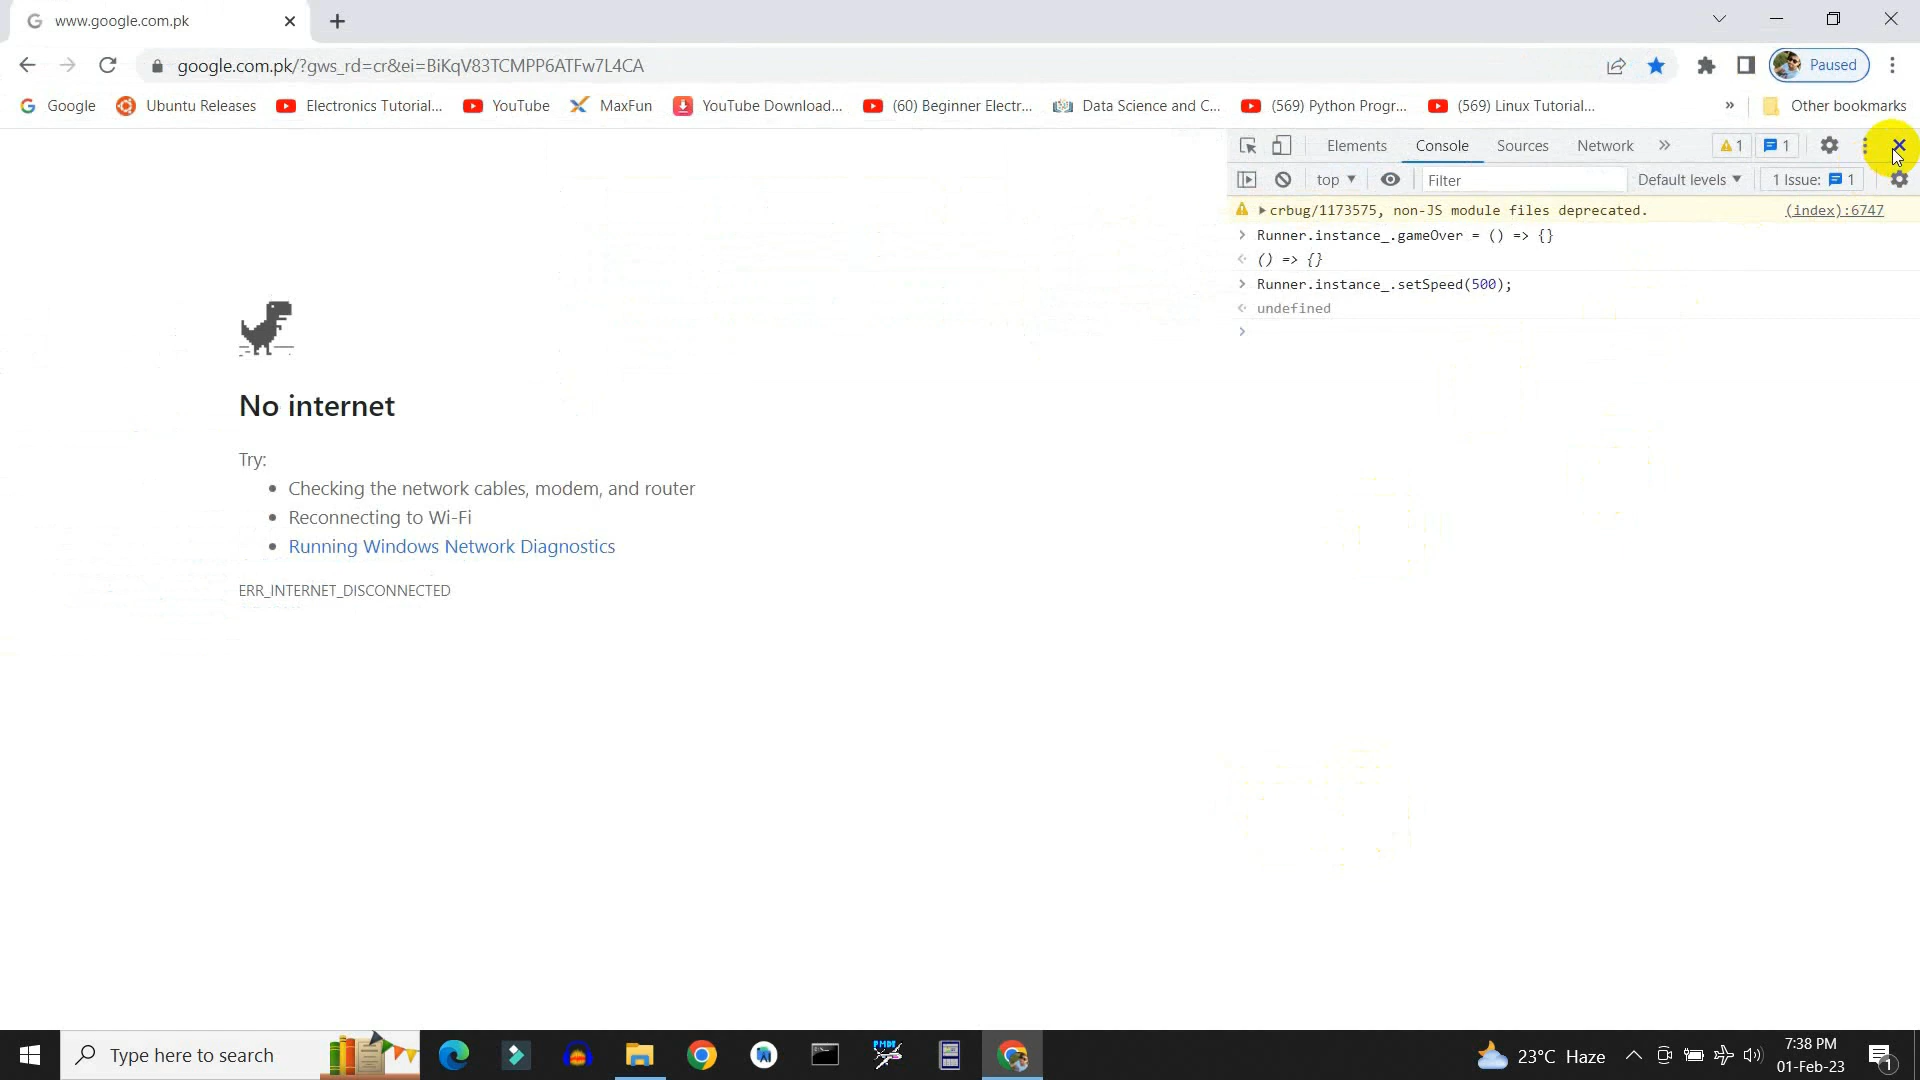 www.google.com.pk
google.com.pk/?gws_rd=cr&ei=BiKqV83TCMPP6ATFw7L4CA
Paused
Google Ubuntu Releases Electronics Tutorial... YouTube MaxFun YouTube Download... (60) Beginner Electr... Data Science and C... (569) Python Progr... (569) Linux Tutorial... » Other bookmarks
Elements Console Sources Network » 1 1
top Filter Default levels 1 Issue: 1
crbug/1173575, non-JS module files deprecated. (index):6747
Runner.instance_.gameOver = () => {}
() => {}
Runner.instance_.setSpeed(500);
undefined
No internet
Try:
• Checking the network cables, modem, and router
• Reconnecting to Wi-Fi
• Running Windows Network Diagnostics
ERR_INTERNET_DISCONNECTED
Type here to search
23°C Haze
7:38 PM
01-Feb-23
1